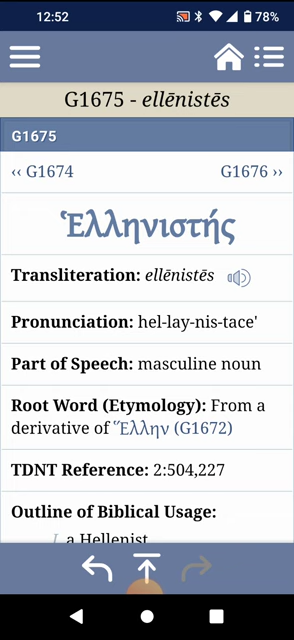 12:52
78%
G1675 - ellēnistēs
G1675
‹‹ G1674 G1676 ››
Ἑλληνιστής
Transliteration: ellēnistēs
Pronunciation: hel-lay-nis-tace'
Part of Speech: masculine noun
Root Word (Etymology): From a
derivative of Ἕλλην (G1672)
TDNT Reference: 2:504,227
Outline of Biblical Usage:
I. a Hellenist